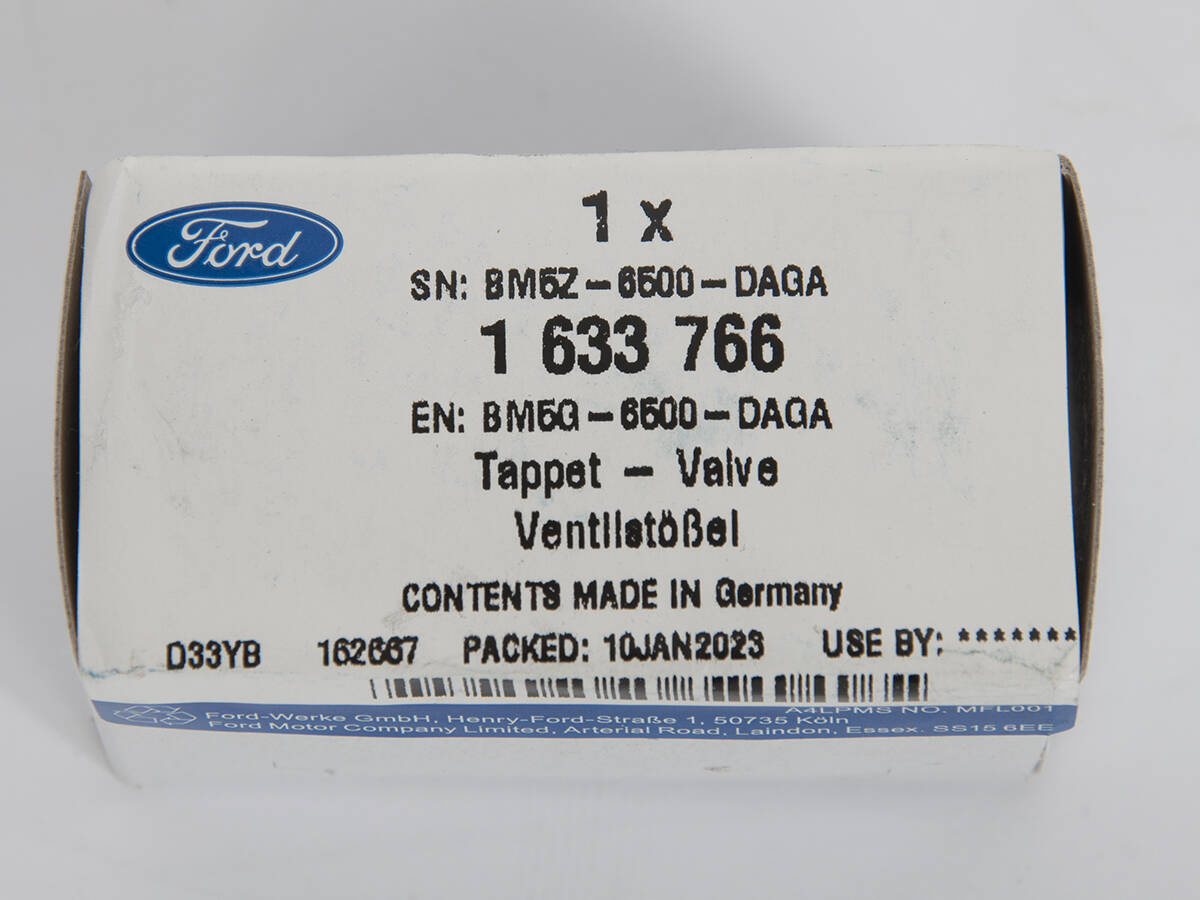 Ford
1 x
SN: BM5Z-6500-DAGA
1 633 766
EN: BM5G-6500-DAGA
Tappet - Valve
Ventilstößel
CONTENTS MADE IN Germany
D33YB 162667 PACKED: 10JAN2023 USE BY: *******
A4LPMS NO. MFL001
Ford-Werke GmbH, Henry-Ford-Straße 1, 50735 Köln
Ford Motor Company Limited, Arterial Road, Laindon, Essex. SS15 6EE